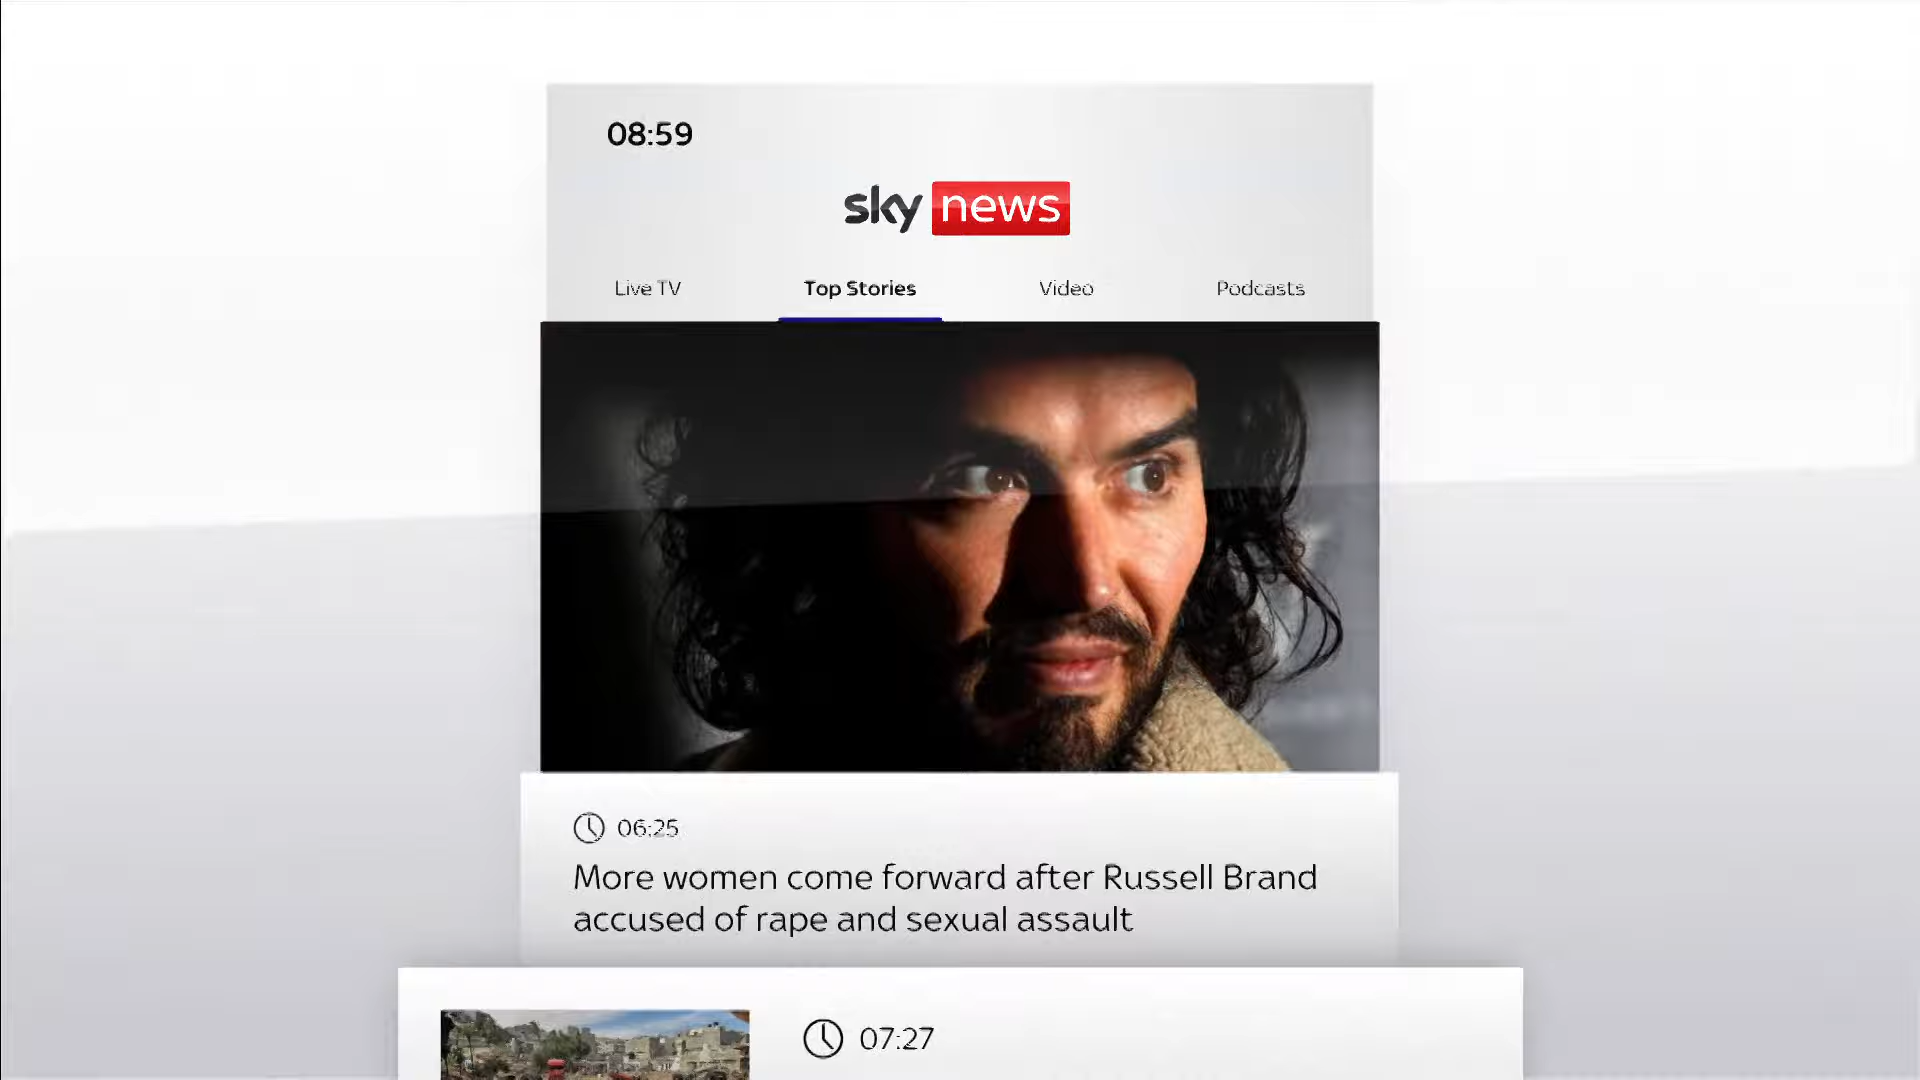 08:59
sky news
Live TV Top Stories Video Podcasts
06:25
More women come forward after Russell Brand
accused of rape and sexual assault
07:27